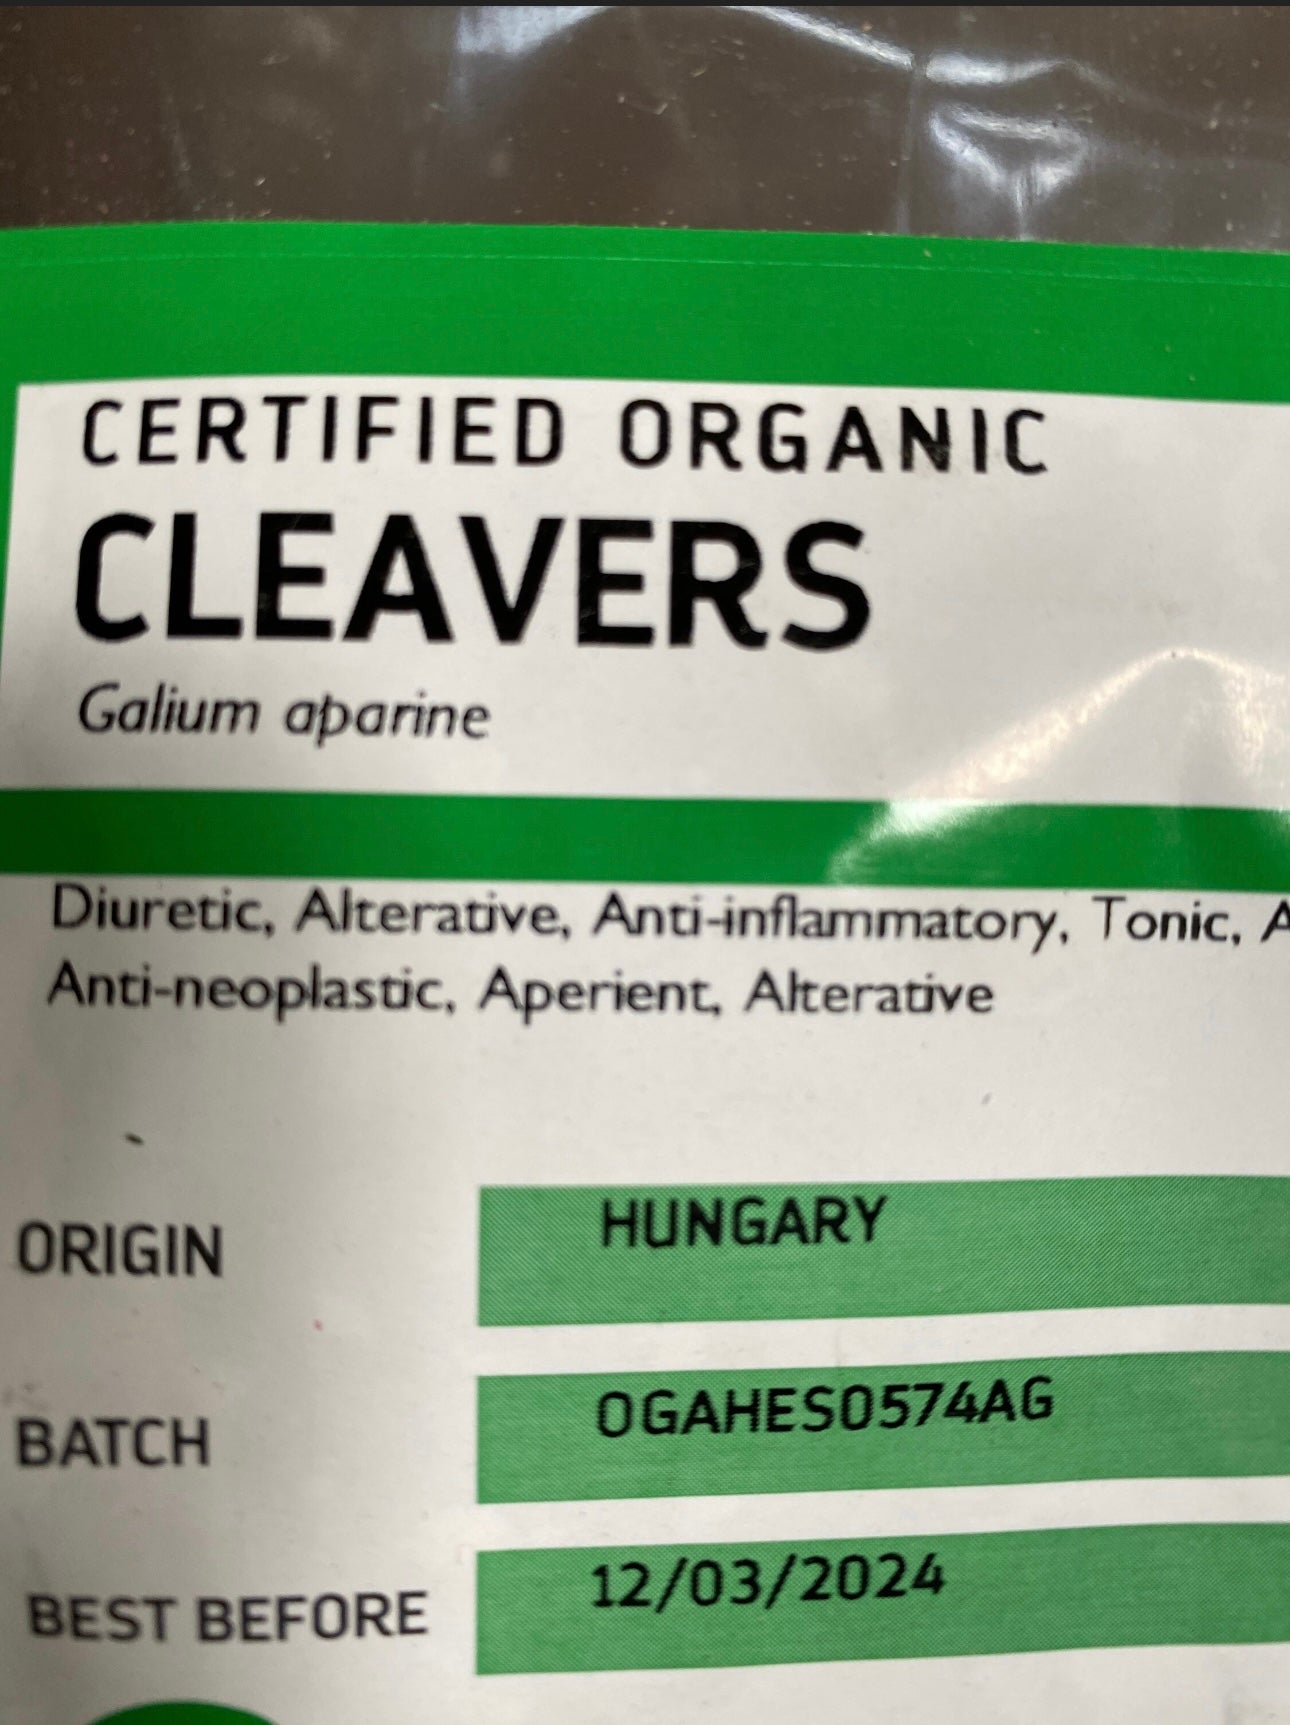 CERTIFIED ORGANIC
CLEAVERS
Galium aparine
Diuretic, Alterative, Anti-inflammatory, Tonic,
Anti-neoplastic, Aperient, Alterative
ORIGIN HUNGARY
BATCH OGAHES0574AG
BEST BEFORE 12/03/2024